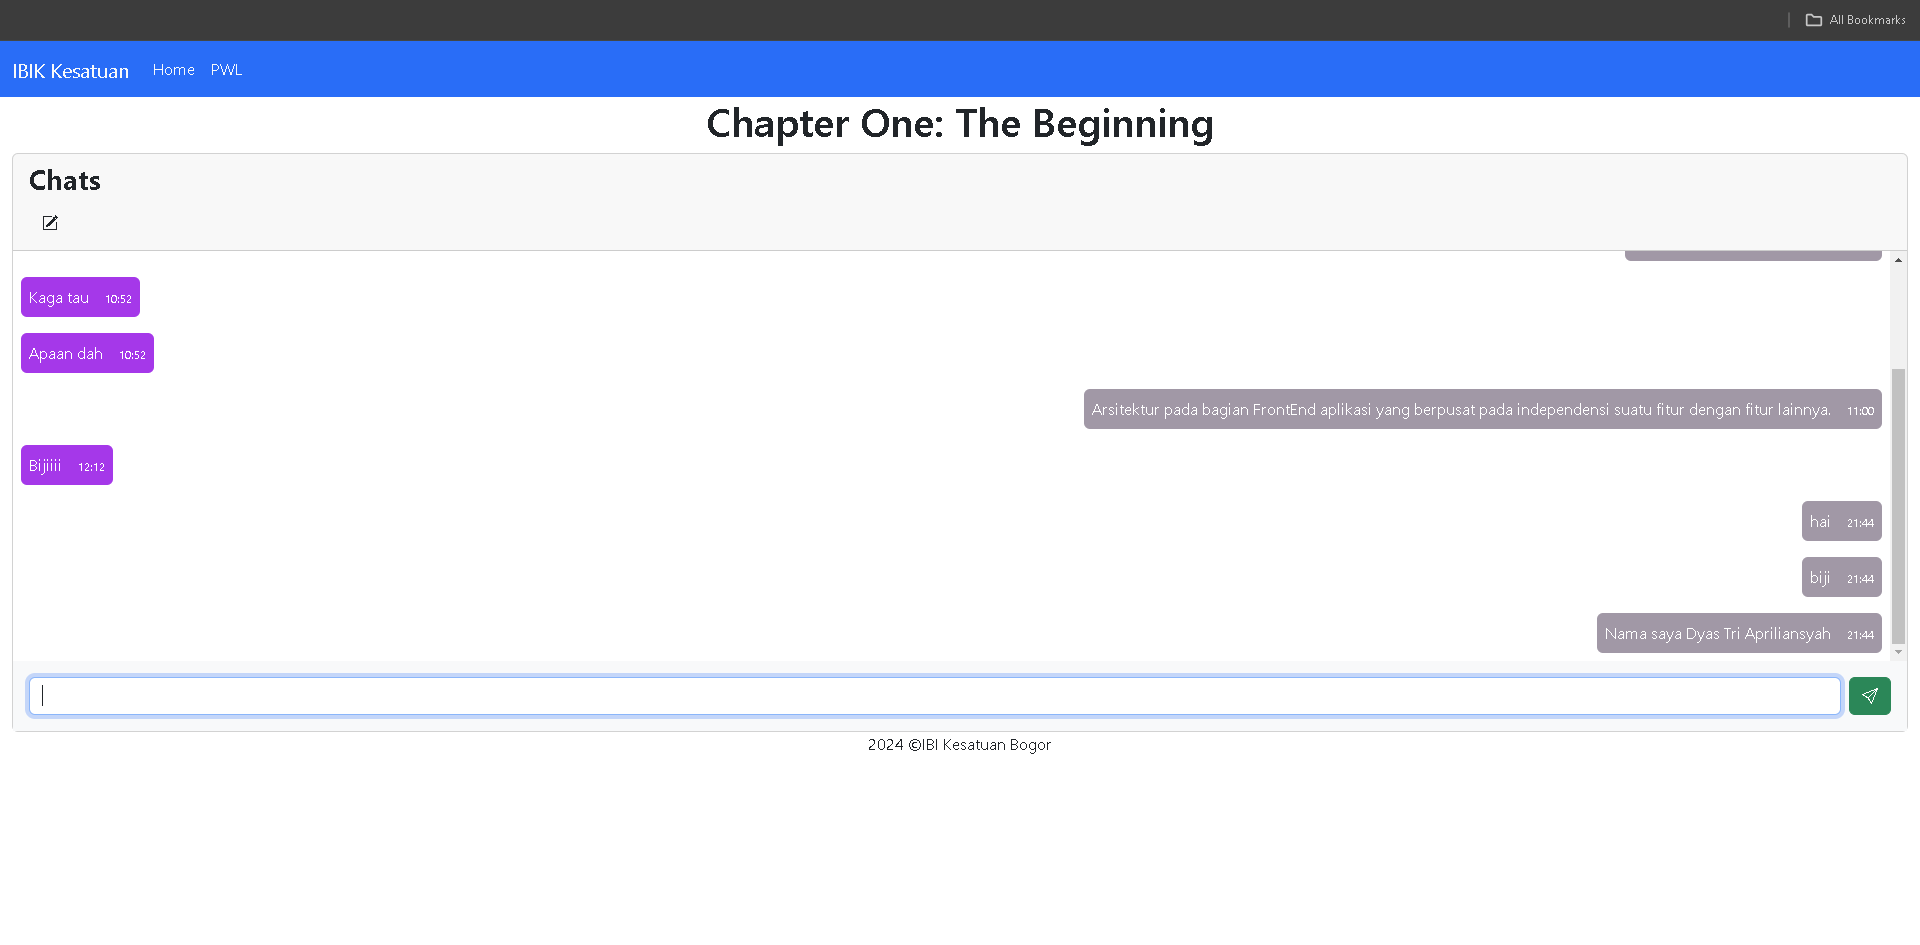 All Bookmarks
IBIK Kesatuan Home PWL
Chapter One: The Beginning
Chats
Kaga tau 10:52
Apaan dah 10:52
Arsitektur pada bagian FrontEnd aplikasi yang berpusat pada independensi suatu fitur dengan fitur lainnya. 11:00
Bijiiii 12:12
hai 21:44
biji 21:44
Nama saya Dyas Tri Apriliansyah 21:44
2024 ©IBI Kesatuan Bogor